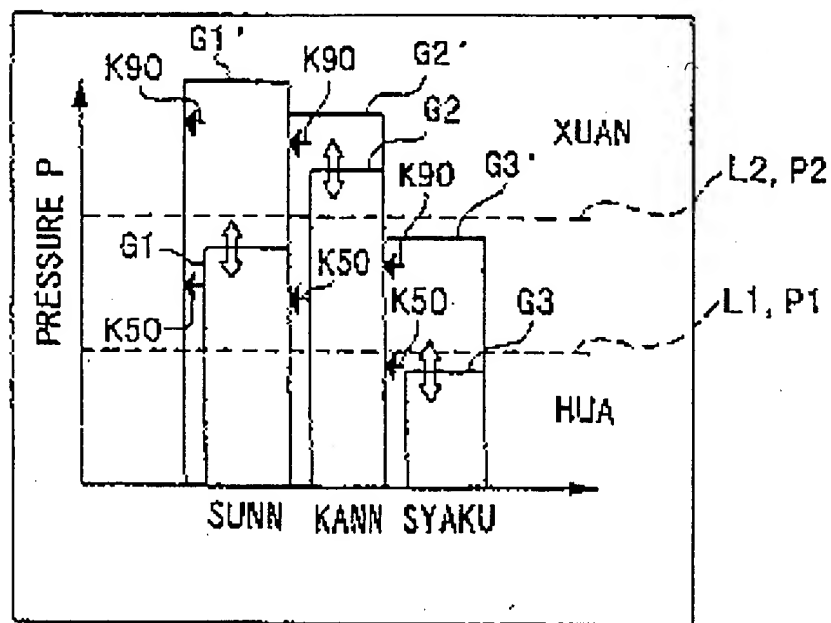 G1'
K90
K90
G2'
G2
XUAN
G3'
K90
L2, P2
PRESSURE P
G1
K50
K50
K50
G3
L1, P1
HUA
SUNN KANN SYAKU